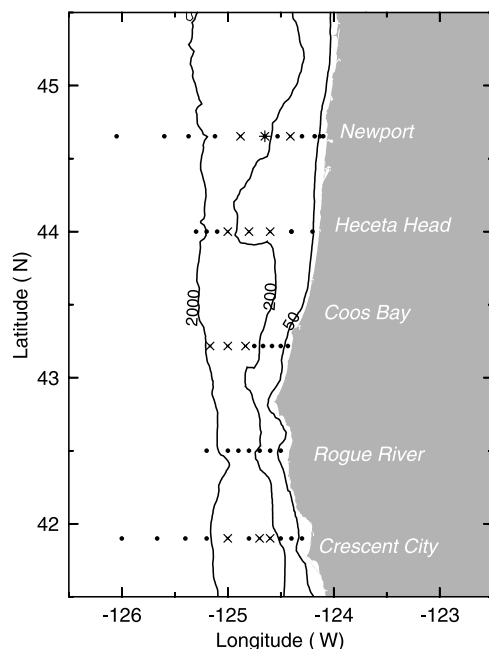 45
44
43
42
Latitude ( N)
Newport
Heceta Head
Coos Bay
Rogue River
Crescent City
2000
200
50
-126
-125
-124
-123
Longitude ( W)